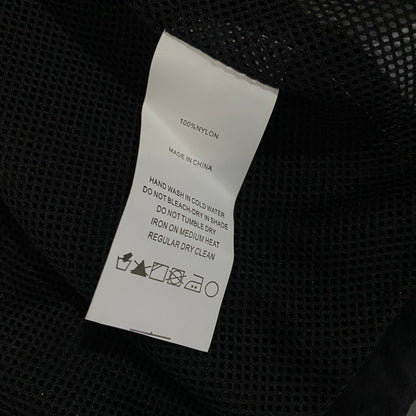 100%NYLON
MADE IN CHINA
HAND WASH IN COLD WATER
DO NOT BLEACH-DRY IN SHADE
DO NOT TUMBLE DRY
IRON ON MEDIUM HEAT
REGULAR DRY CLEAN